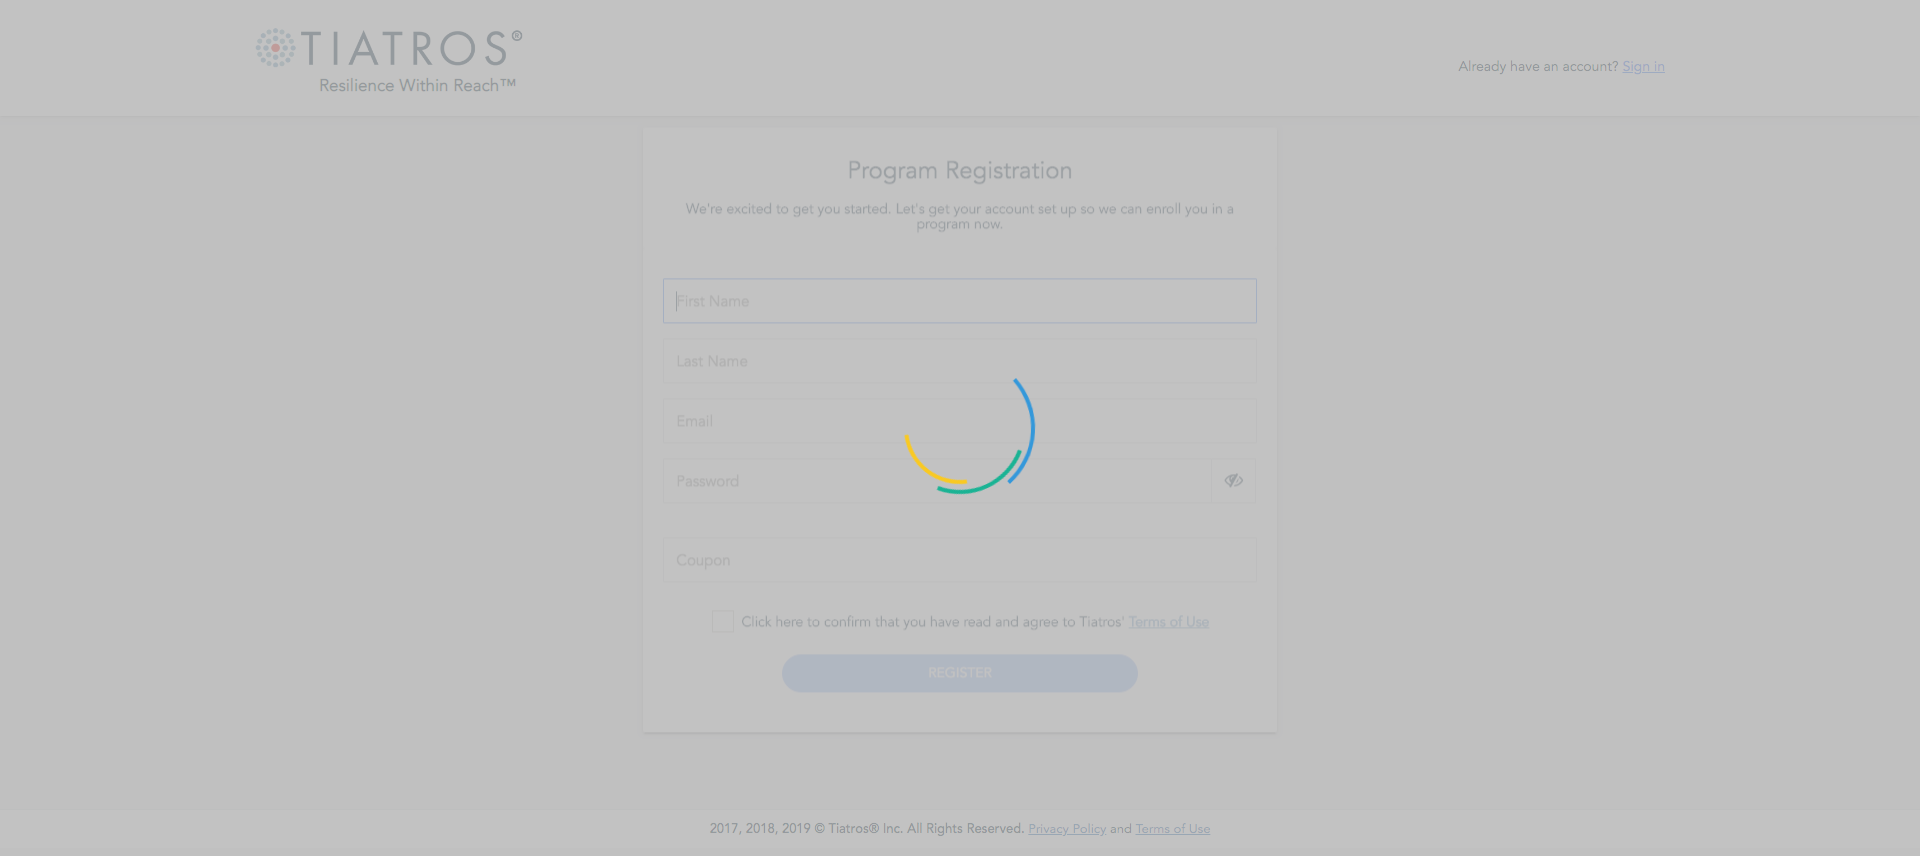 TIATROS®
Resilience Within Reach™
Already have an account? Sign in
Program Registration
We're excited to get you started. Let's get your account set up so we can enroll you in a
program now.
First Name
Last Name
Email
Password
Coupon
Click here to confirm that you have read and agree to Tiatros' Terms of Use
REGISTER
2017, 2018, 2019 © Tiatros® Inc. All Rights Reserved. Privacy Policy and Terms of Use